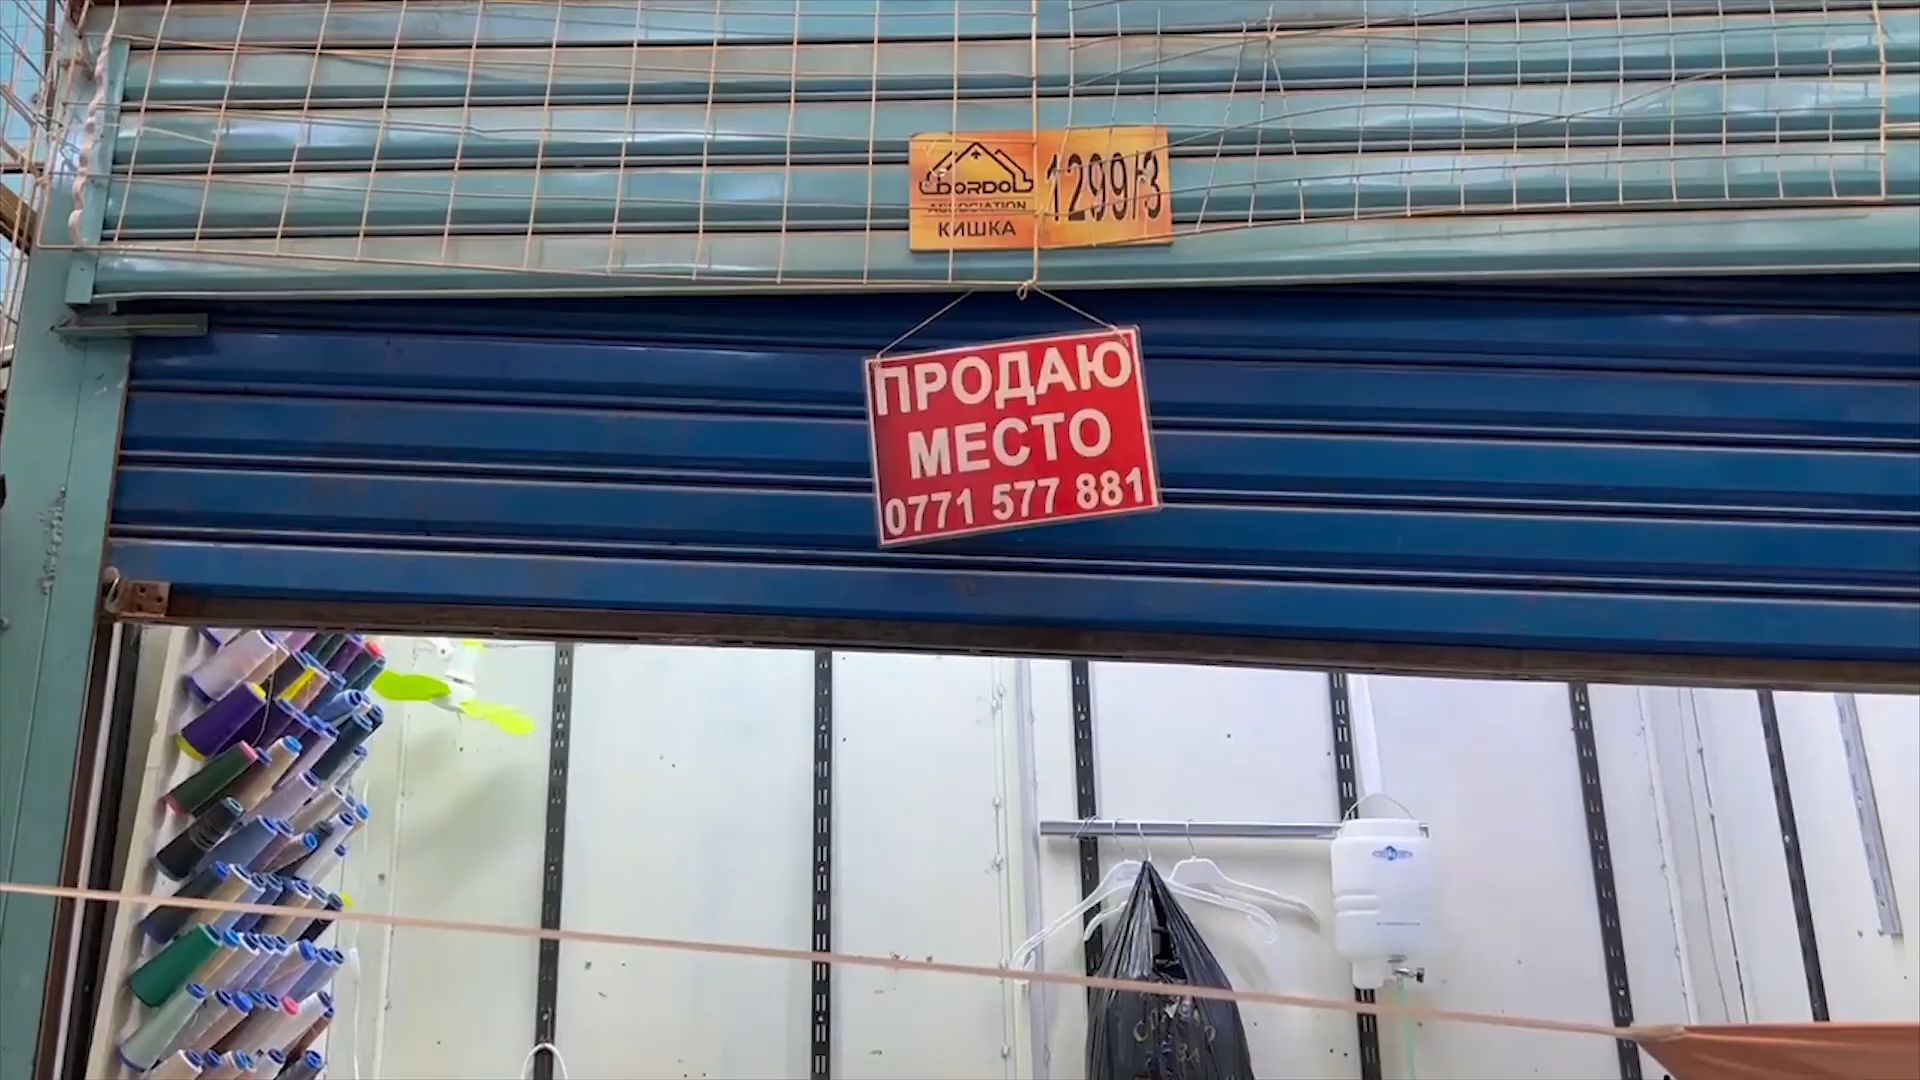 DORDOI
ASSOCIATION
КИШКА
1299/3
ПРОДАЮ
МЕСТО
0771 577 881